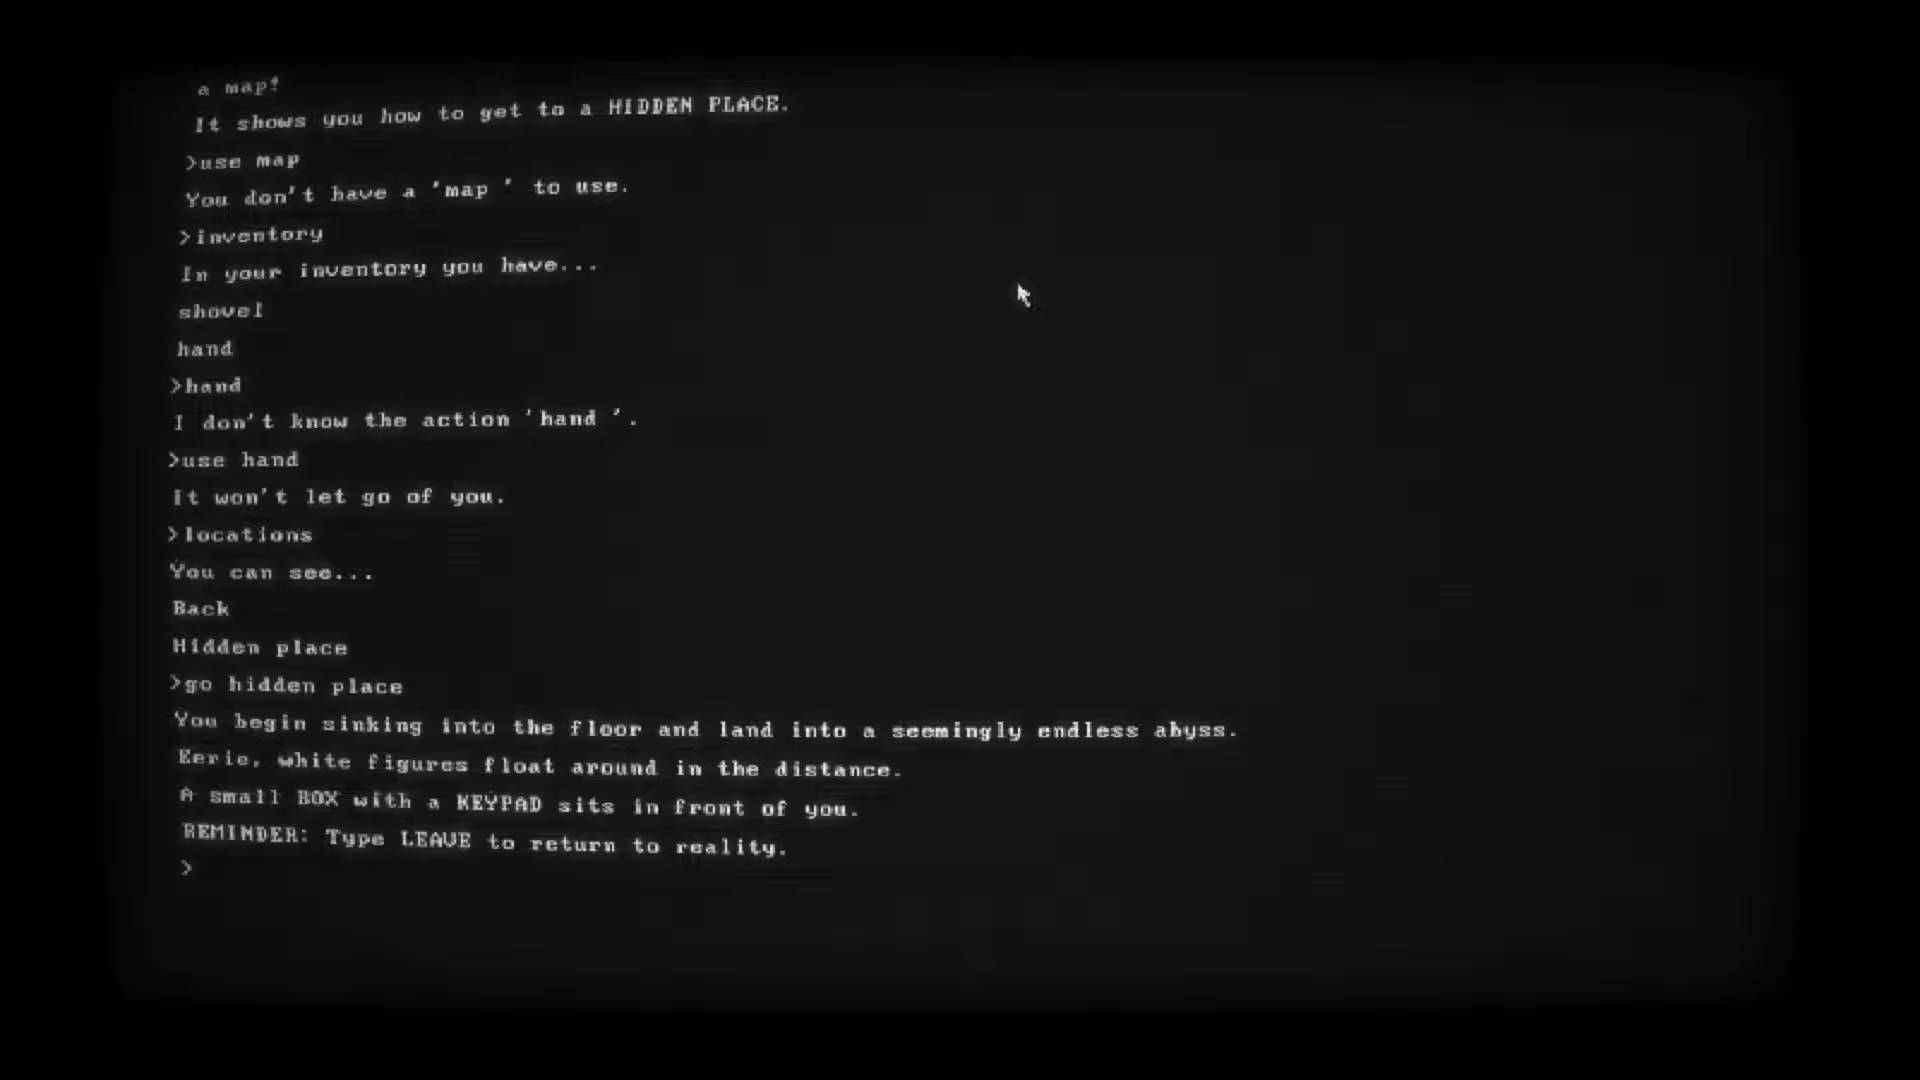 a map!
It shows you how to get to a HIDDEN PLACE.
>use map
You don't have a 'map ' to use.
>inventory
In your inventory you have...
shovel
hand
>hand
I don't know the action 'hand '.
>use hand
It won't let go of you.
>locations
You can see...
Back
Hidden place
>go hidden place
You begin sinking into the floor and land into a seemingly endless abyss.
Eerie, white figures float around in the distance.
A small BOX with a KEYPAD sits in front of you.
REMINDER: Type LEAVE to return to reality.
>